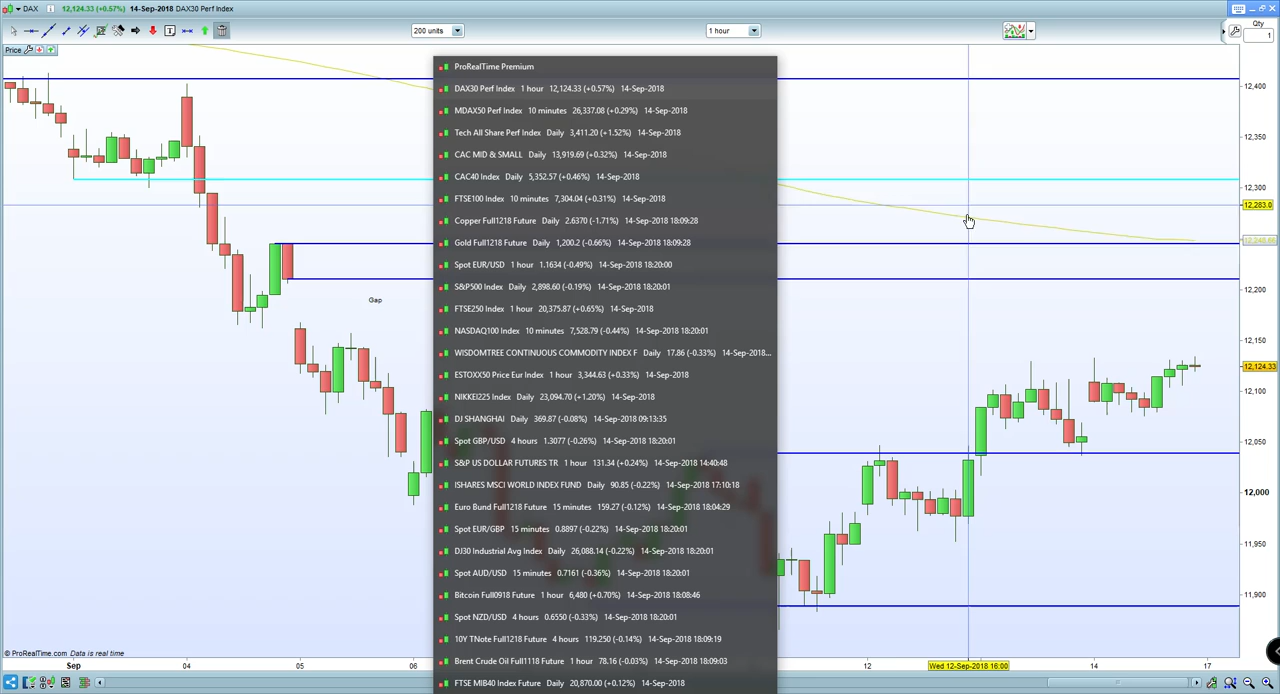 DAX 12,124.33 (+0.57%) 14-Sep-2018 DAX30 Perf Index
200 units
1 hour
Qty
1
Price
ProRealTime Premium
DAX30 Perf Index 1 hour 12,124.33 (+0.57%) 14-Sep-2018
MDAX50 Perf Index 10 minutes 26,337.08 (+0.29%) 14-Sep-2018
Tech All Share Perf Index Daily 3,411.20 (+1.52%) 14-Sep-2018
CAC MID & SMALL Daily 13,919.69 (+0.32%) 14-Sep-2018
CAC40 Index Daily 5,352.57 (+0.46%) 14-Sep-2018
FTSE100 Index 10 minutes 7,304.04 (+0.31%) 14-Sep-2018
Copper Full1218 Future Daily 2.6370 (-1.71%) 14-Sep-2018 18:09:28
Gold Full1218 Future Daily 1,200.2 (-0.66%) 14-Sep-2018 18:09:28
Spot EUR/USD 1 hour 1.1634 (-0.49%) 14-Sep-2018 18:20:00
S&P500 Index Daily 2,898.60 (-0.19%) 14-Sep-2018 18:20:01
FTSE250 Index 1 hour 20,375.87 (+0.65%) 14-Sep-2018
NASDAQ100 Index 10 minutes 7,528.79 (-0.44%) 14-Sep-2018 18:20:01
WISDOMTREE CONTINUOUS COMMODITY INDEX F Daily 17.86 (-0.33%) 14-Sep-2018...
ESTOXX50 Price Eur Index 1 hour 3,344.63 (+0.33%) 14-Sep-2018
NIKKEI225 Index Daily 23,094.70 (+1.20%) 14-Sep-2018
DJ SHANGHAI Daily 369.87 (-0.08%) 14-Sep-2018 09:13:35
Spot GBP/USD 4 hours 1.3077 (-0.26%) 14-Sep-2018 18:20:01
S&P US DOLLAR FUTURES TR 1 hour 131.34 (+0.24%) 14-Sep-2018 14:40:48
ISHARES MSCI WORLD INDEX FUND Daily 90.85 (-0.22%) 14-Sep-2018 17:10:18
Euro Bund Full1218 Future 15 minutes 159.27 (-0.12%) 14-Sep-2018 18:04:29
Spot EUR/GBP 15 minutes 0.8897 (-0.22%) 14-Sep-2018 18:20:01
DJ30 Industrial Avg Index Daily 26,088.14 (-0.22%) 14-Sep-2018 18:20:01
Spot AUD/USD 15 minutes 0.7161 (-0.36%) 14-Sep-2018 18:20:01
Bitcoin Full0918 Future 1 hour 6,480 (+0.70%) 14-Sep-2018 18:08:46
Spot NZD/USD 4 hours 0.6550 (-0.33%) 14-Sep-2018 18:20:01
10Y TNote Full1218 Future 4 hours 119.250 (-0.14%) 14-Sep-2018 18:09:19
Brent Crude Oil Full1118 Future 1 hour 78.16 (-0.03%) 14-Sep-2018 18:09:03
FTSE MIB40 Index Future Daily 20,870.00 (+0.12%) 14-Sep-2018
Gap
12,400
12,350
12,300
12,283.0
12,248.66
12,200
12,150
12,124.33
12,100
12,050
12,000
11,950
11,900
© ProRealTime.com Data is real time
Sep
04
05
06
12
Wed 12-Sep-2018 16:00
14
17